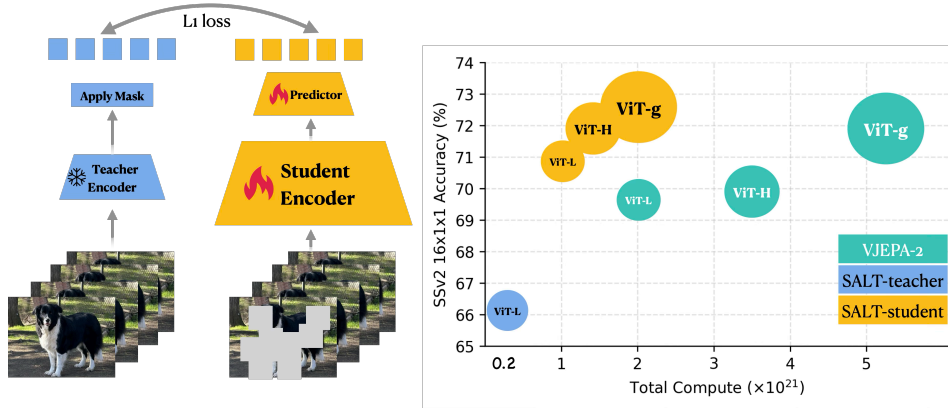 L1 loss
Apply Mask
Predictor
Teacher
Encoder
Student
Encoder
SSv2 16x1x1 Accuracy (%)
74
73
72
71
70
69
68
67
66
65
ViT-g
ViT-H
ViT-L
ViT-g
ViT-H
ViT-L
ViT-L
VJEPA-2
SALT-teacher
SALT-student
0.2
1
2
3
4
5
Total Compute (×10²¹)